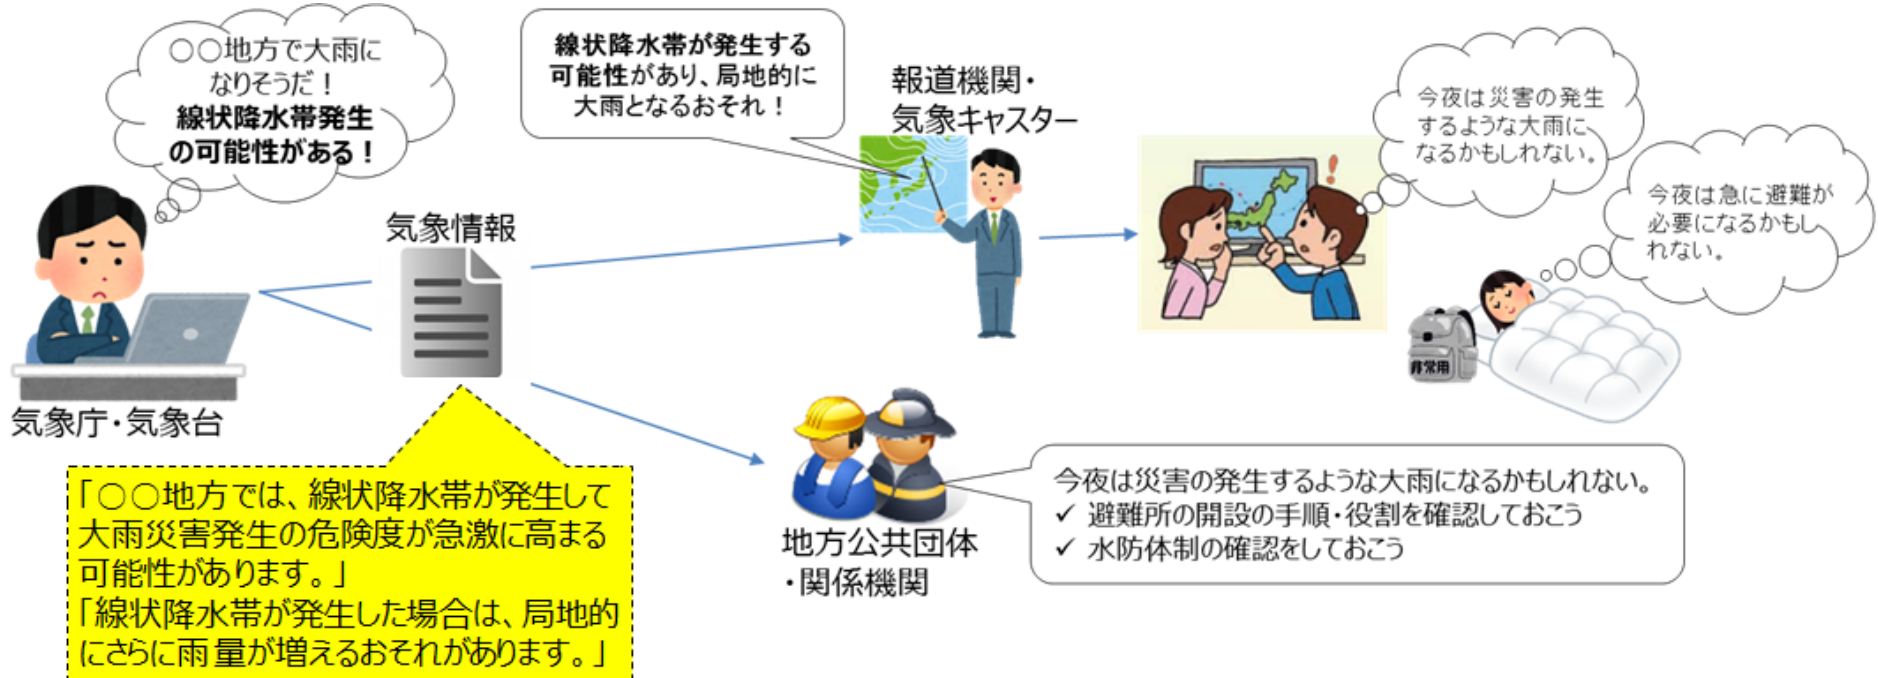 ○○地方で大雨に
なりそうだ！
線状降水帯発生
の可能性がある！
気象庁・気象台
気象情報
「○○地方では、線状降水帯が発生して
大雨災害発生の危険度が急激に高まる
可能性があります。」
「線状降水帯が発生した場合は、局地的
にさらに雨量が増えるおそれがあります。」
線状降水帯が発生する
可能性があり、局地的に
大雨となるおそれ！
報道機関・
気象キャスター
今夜は災害の発生
するような大雨に
なるかもしれない。
今夜は急に避難が
必要になるかもし
れない。
非常用
地方公共団体
・関係機関
今夜は災害の発生するような大雨になるかもしれない。
✓ 避難所の開設の手順・役割を確認しておこう
✓ 水防体制の確認をしておこう